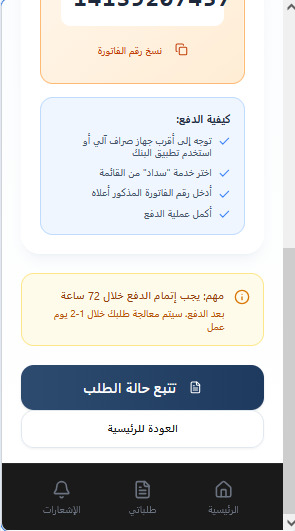 نسخ رقم الفاتورة
كيفية الدفع:
توجه إلى أقرب جهاز صراف آلي أو
استخدم تطبيق البنك
اختر خدمة "سداد" من القائمة
أدخل رقم الفاتورة المذكور أعلاه
أكمل عملية الدفع
مهم: يجب إتمام الدفع خلال 72 ساعة
بعد الدفع، سيتم معالجة طلبك خلال 1-2 يوم
عمل
تتبع حالة الطلب
العودة للرئيسية
الرئيسية
طلباتي
الإشعارات